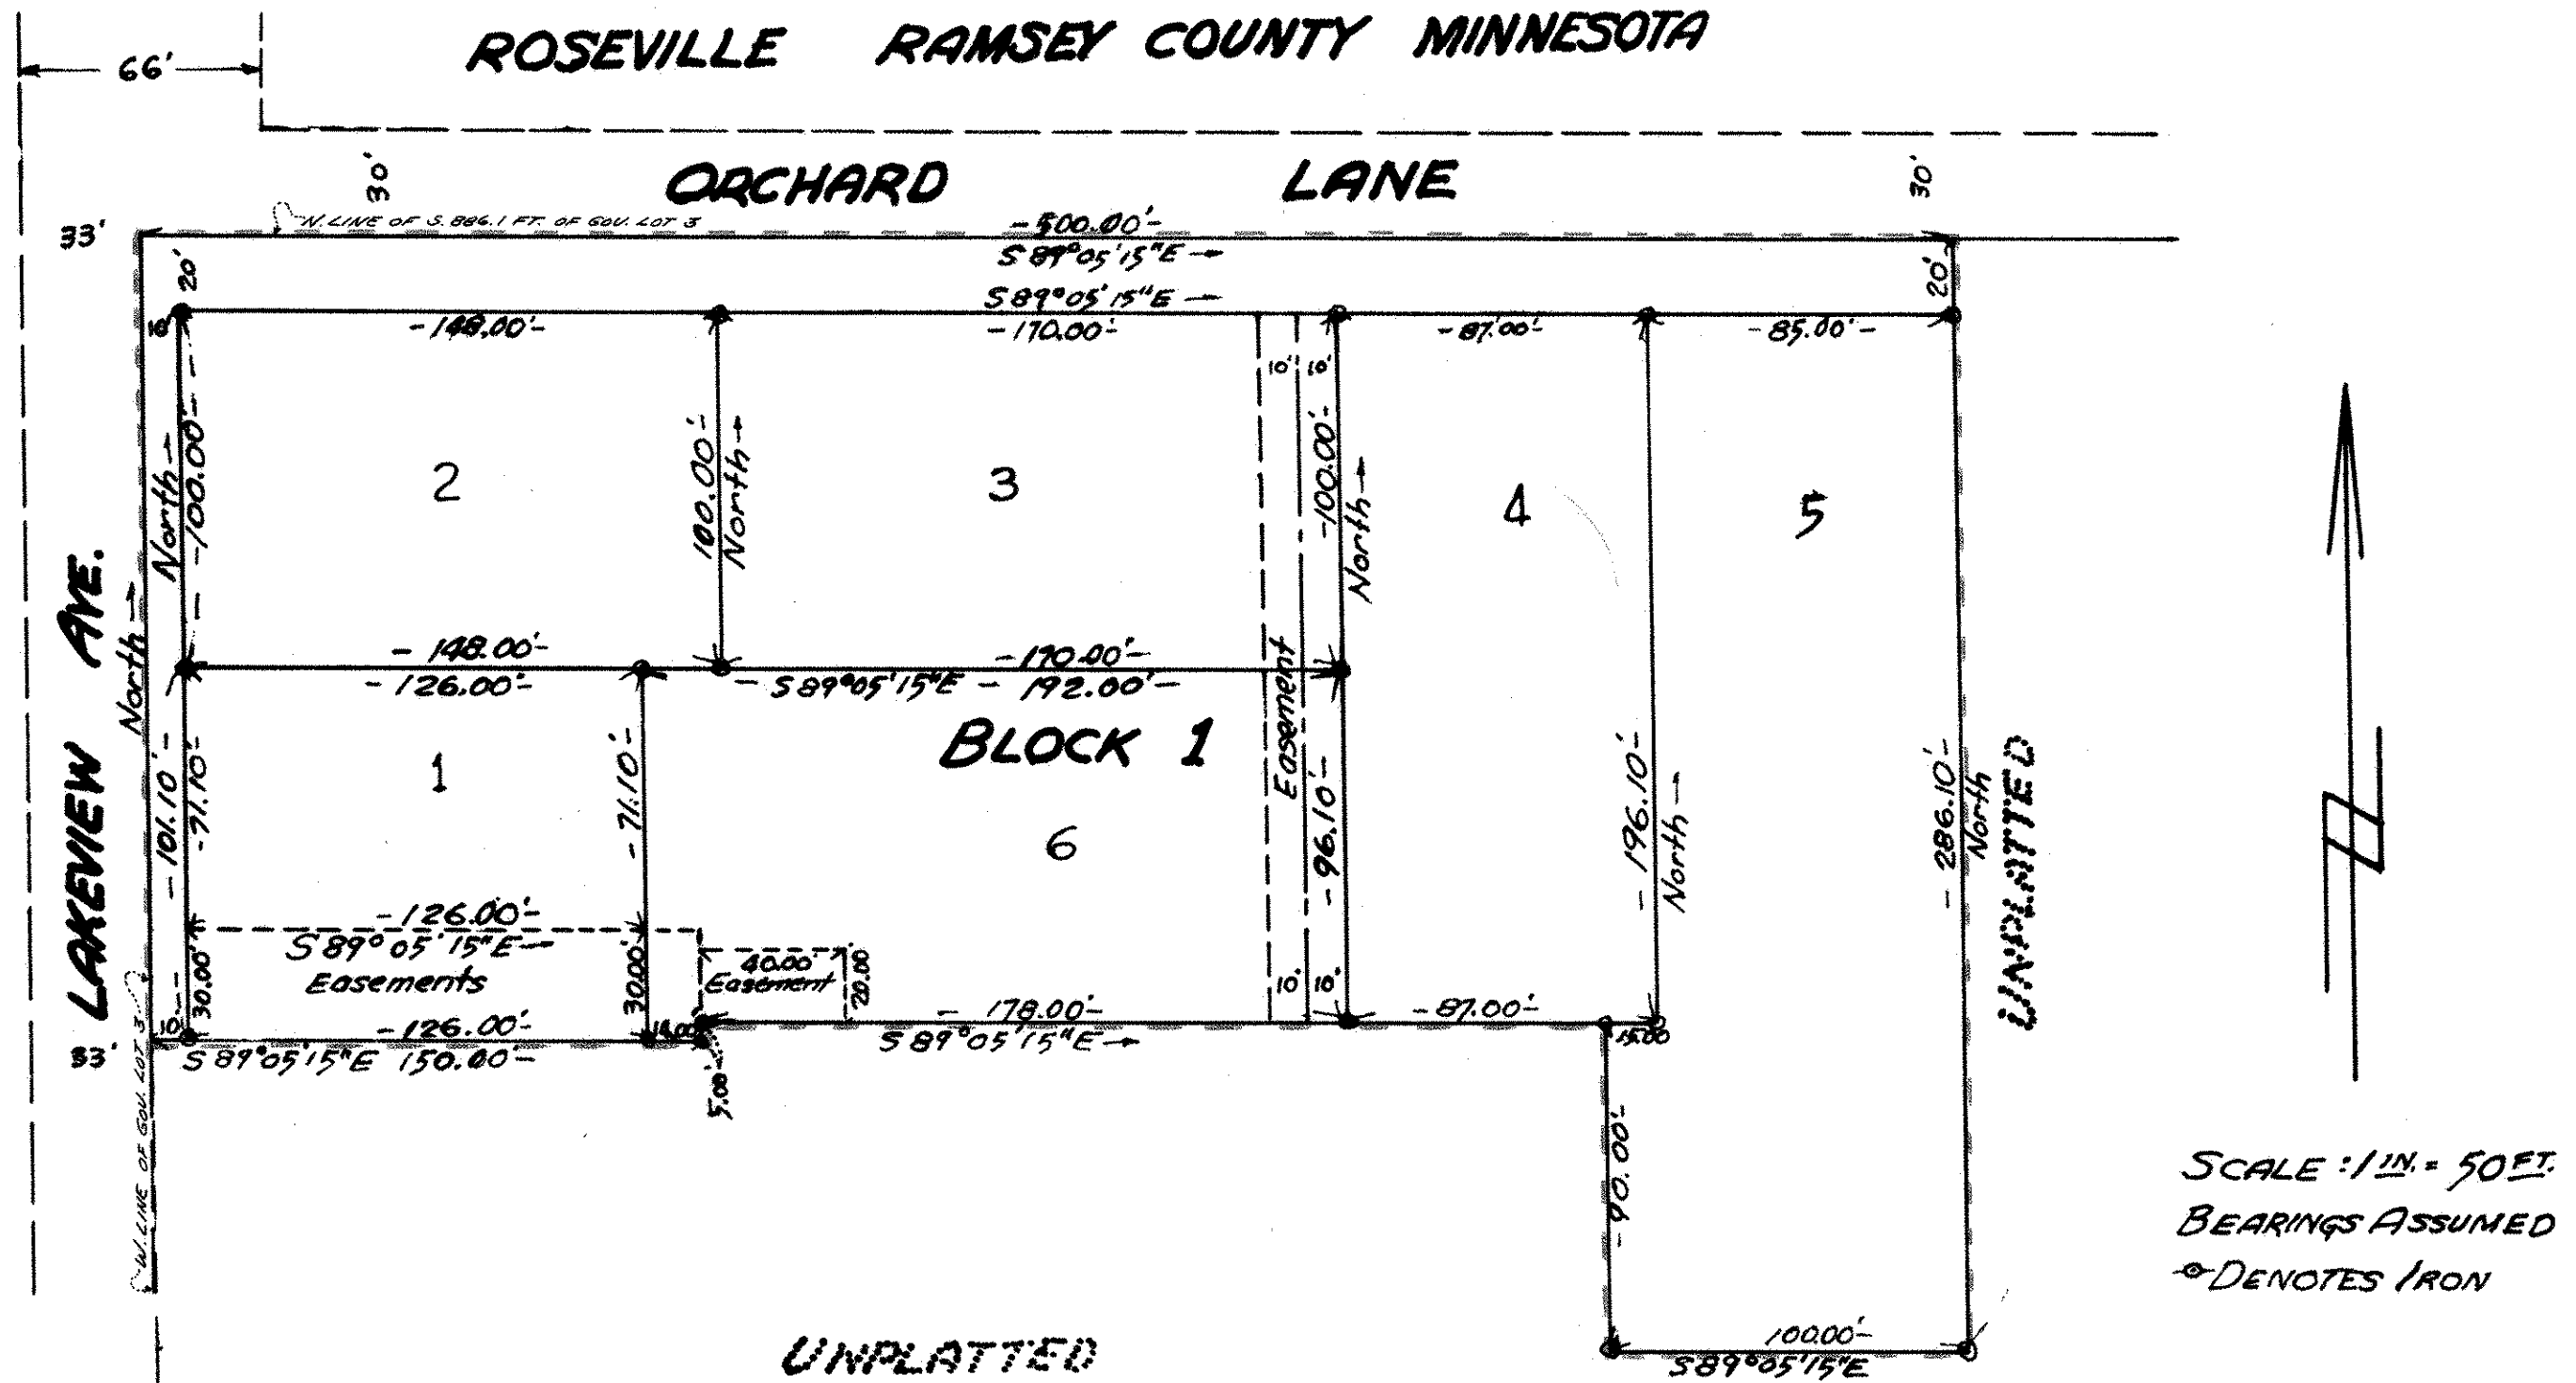 ROSEVILLE RAMSEY COUNTY MINNESOTA
66'
30'
ORCHARD LANE
30'
33'
N. LINE OF S. 886.1 FT. OF GOV. LOT 3
-500.00'-
S 89°05'15"E →
20'
20'
S 89°05'15"E →
10'
-148.00'-
-170.00'-
-87.00'-
-85.00'-
10' 10'
North →
-100.00'-
2
100.00'-
North →
3
-100.00'-
North →
4
5
LAKEVIEW AVE.
North →
-148.00'-
-170.00'-
-126.00'-
- S 89°05'15"E - 192.00'-
Easement
BLOCK 1
-101.10'-
-71.10'-
1
-71.10'-
6
-96.10'-
-196.10'-
North →
-286.10'-
North
UNPLATTED
-126.00'-
S 89°05'15"E →
Easements
30.00'
30.00'
40.00
Easement
20.00
10' 10'
10'
-126.00'-
-178.00'-
-87.00'-
33'
S 89°05'15"E 150.00'-
5.00'
S 89°05'15"E →
15.00
W. LINE OF GOV. LOT 3
-90.00'-
100.00'-
S 89°05'15"E
UNPLATTED
SCALE : 1 IN. = 50 FT.
BEARINGS ASSUMED
DENOTES IRON